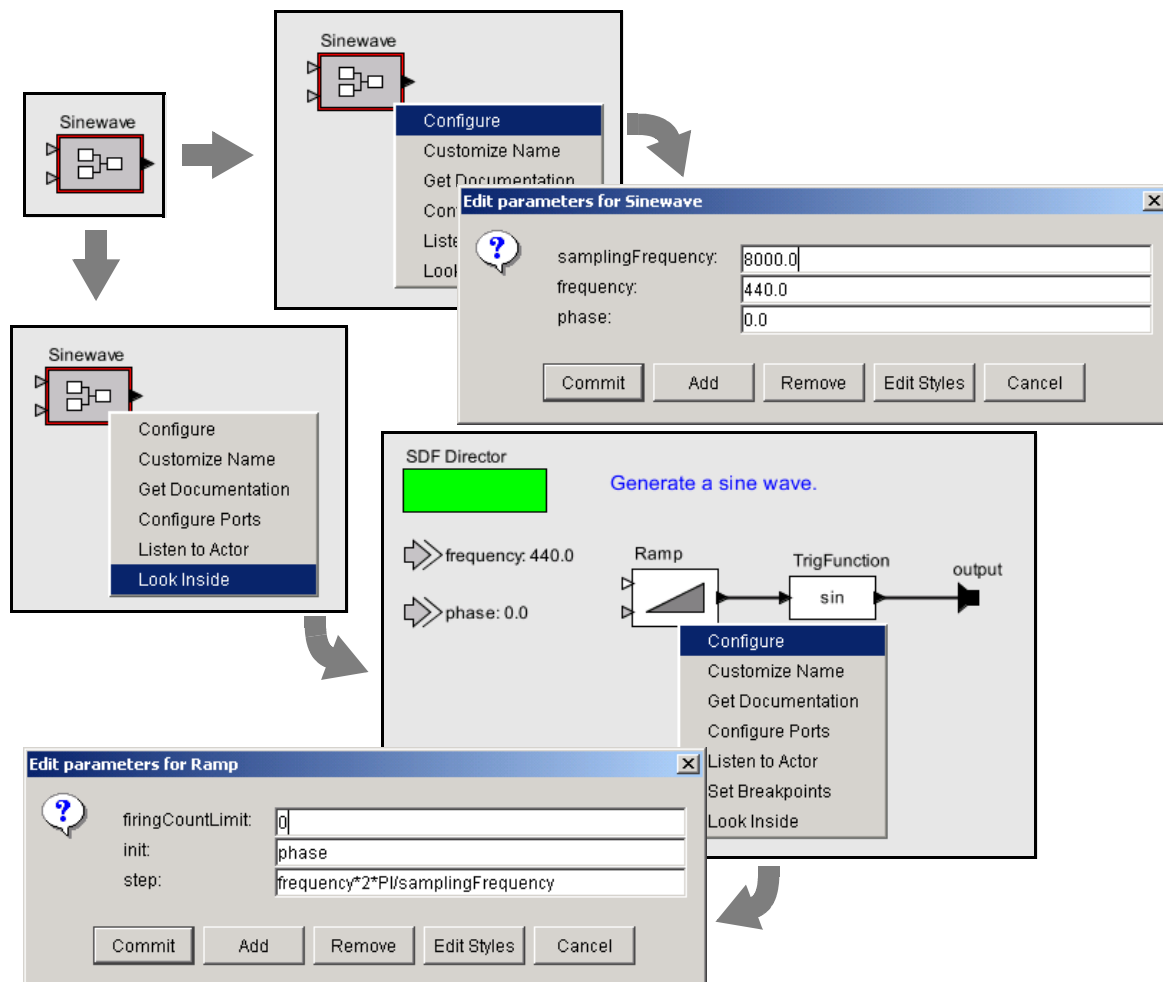 Sinewave
Sinewave
Configure
Customize Name
Get Documentation
Con
Liste
Look
Edit parameters for Sinewave
?
samplingFrequency: 8000.0
frequency: 440.0
phase: 0.0
Commit Add Remove Edit Styles Cancel
Sinewave
Configure
Customize Name
Get Documentation
Configure Ports
Listen to Actor
Look Inside
SDF Director
Generate a sine wave.
frequency: 440.0
phase: 0.0
Ramp
TrigFunction
sin
output
Configure
Customize Name
Get Documentation
Configure Ports
Listen to Actor
Set Breakpoints
Look Inside
Edit parameters for Ramp
?
firingCountLimit: 0
init: phase
step: frequency*2*PI/samplingFrequency
Commit Add Remove Edit Styles Cancel